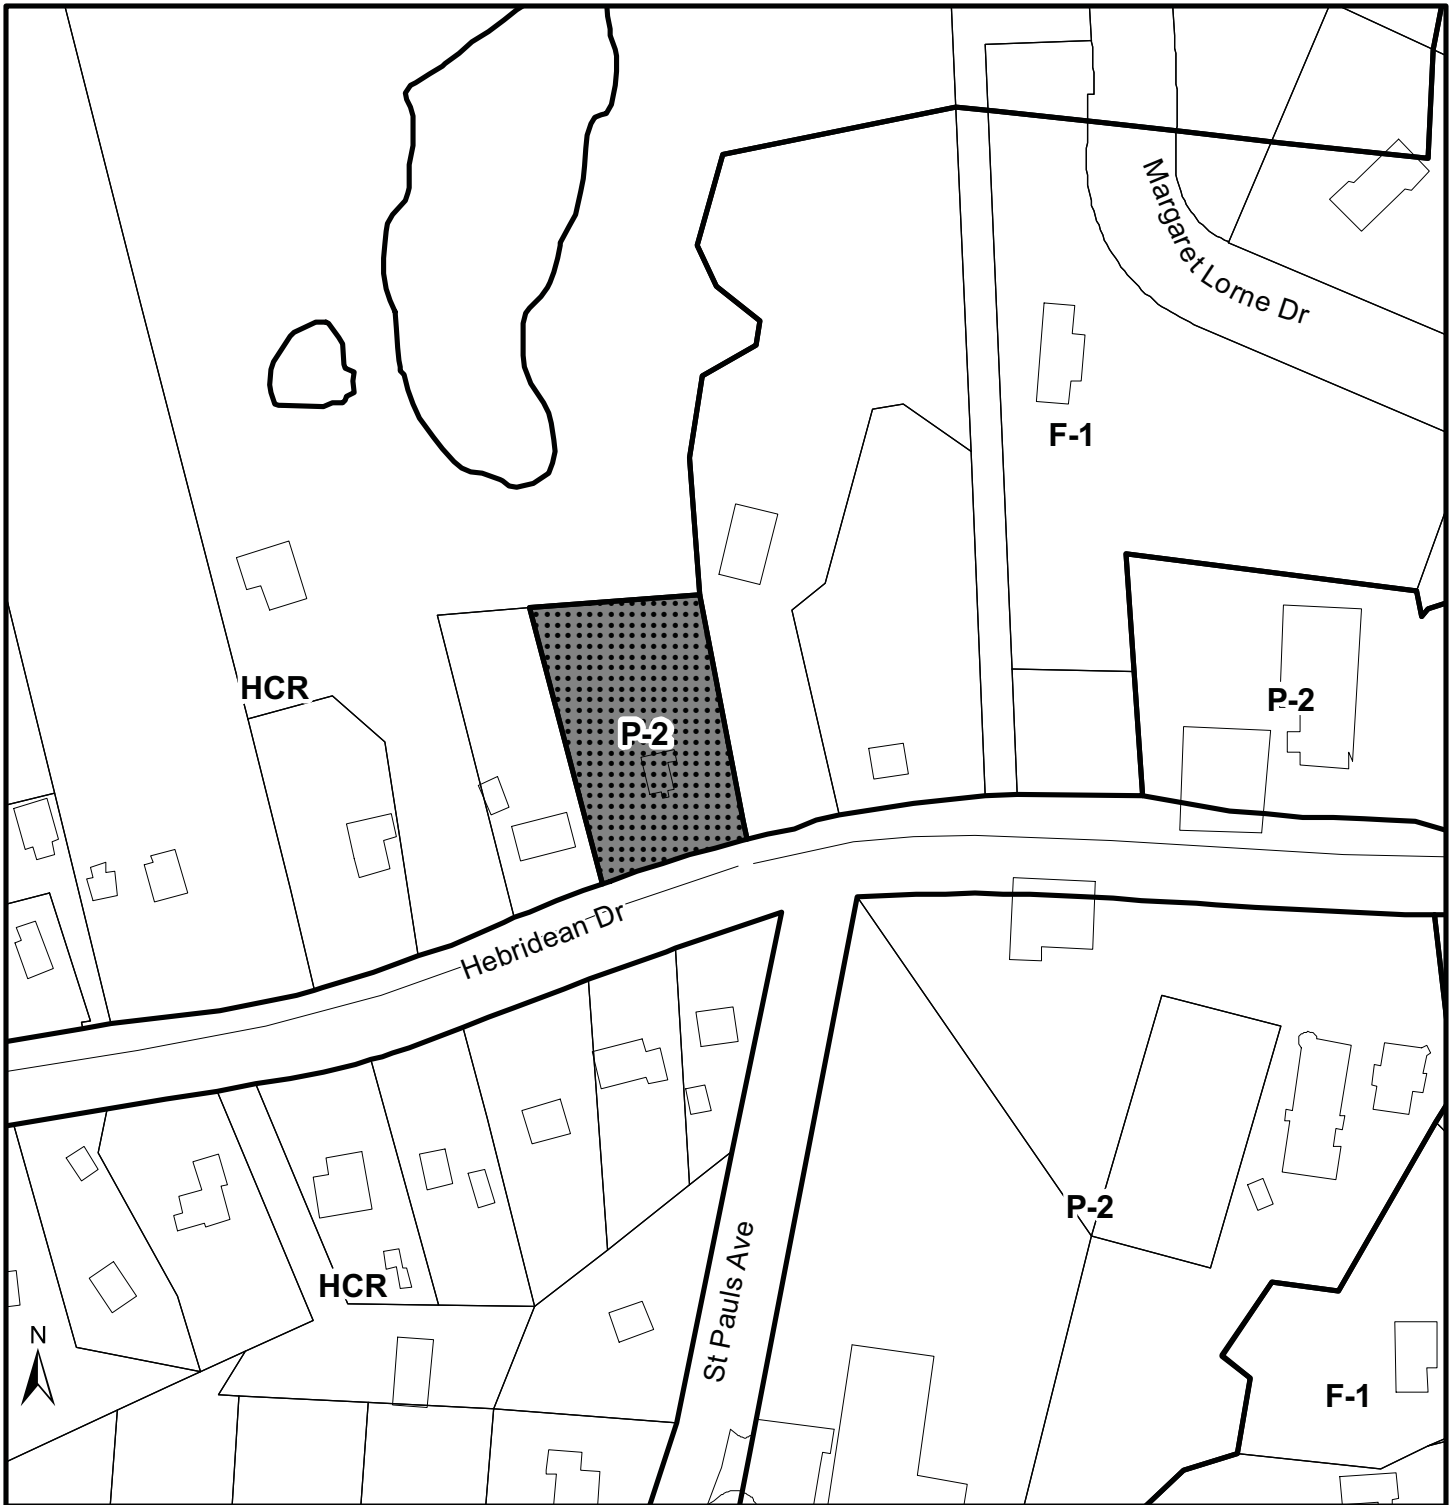 Margaret Lorne Dr
F-1
HCR
P-2
P-2
Hebridean Dr
P-2
St Pauls Ave
HCR
N
F-1